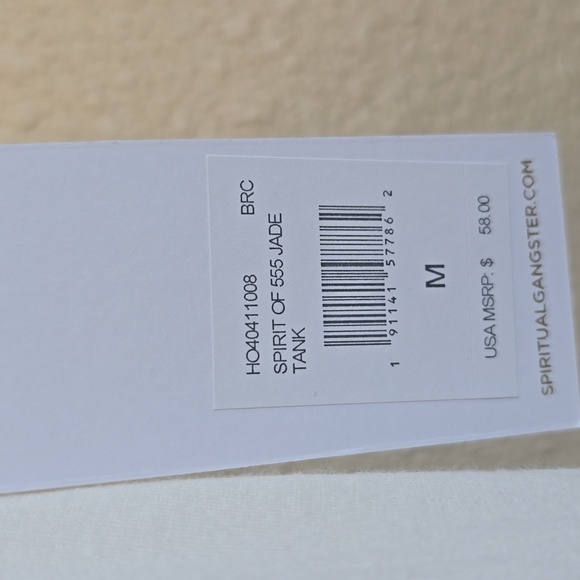 HO40411008 BRC
SPIRIT OF 555 JADE
TANK
1 91141 57786 2
M
USA MSRP: $ 58.00
SPIRITUALGANGSTER.COM